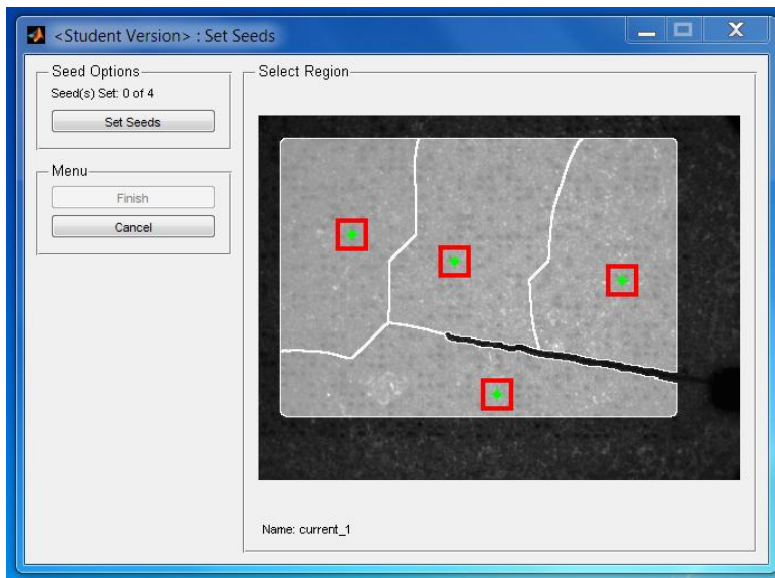 <Student Version> : Set Seeds
Seed Options
Seed(s) Set: 0 of 4
Set Seeds
Menu
Finish
Cancel
Select Region
Name: current_1